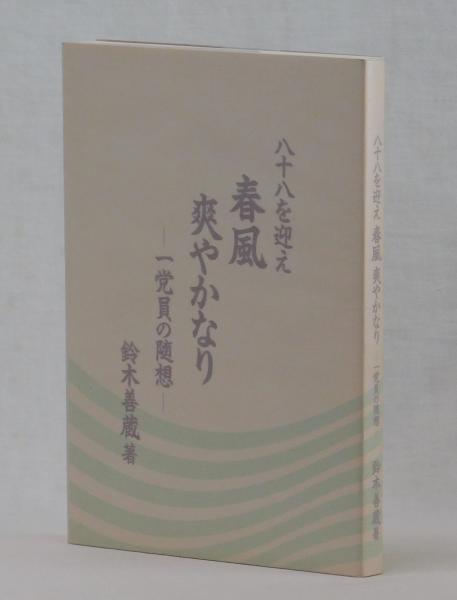 八十八を迎え
春風
爽やかなり
―一党員の随想―
鈴木善蔵著
八十八を迎え 春風 爽やかなり 一党員の随想 鈴木善蔵著